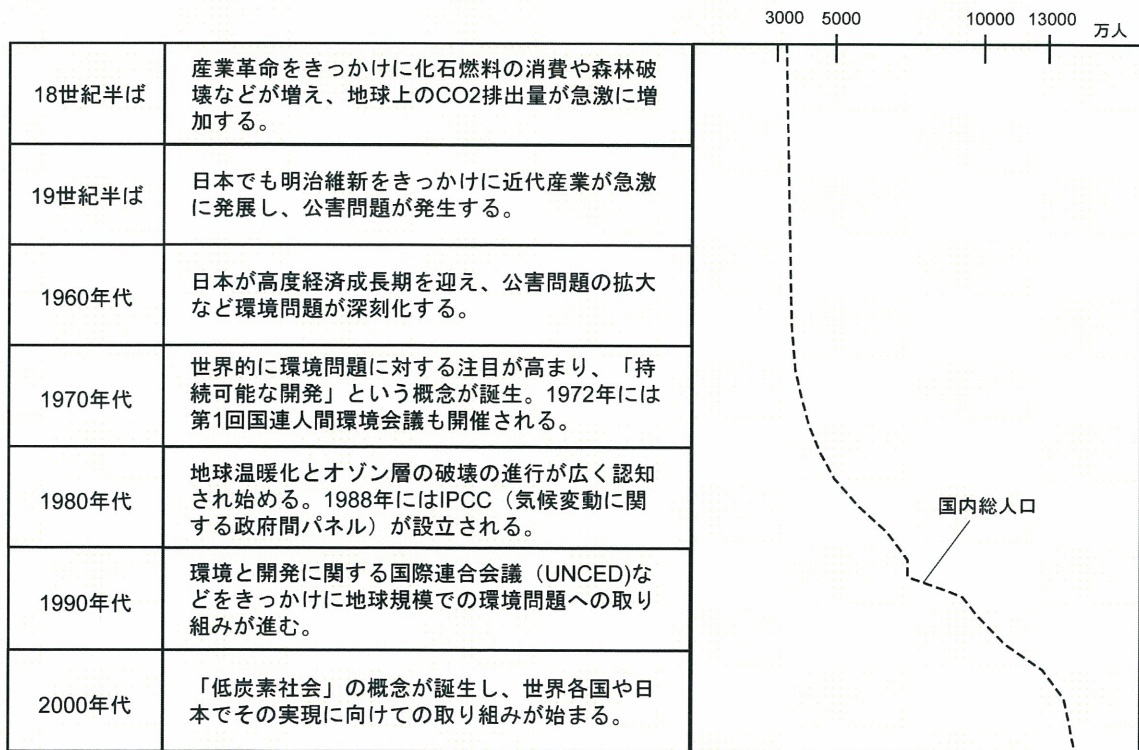 3000 5000 10000 13000 万人
18世紀半ば
産業革命をきっかけに化石燃料の消費や森林破
壊などが増え、地球上のCO2排出量が急激に増
加する。
19世紀半ば
日本でも明治維新をきっかけに近代産業が急激
に発展し、公害問題が発生する。
1960年代
日本が高度経済成長期を迎え、公害問題の拡大
など環境問題が深刻化する。
1970年代
世界的に環境問題に対する注目が高まり、「持
続可能な開発」という概念が誕生。1972年には
第1回国連人間環境会議も開催される。
1980年代
地球温暖化とオゾン層の破壊の進行が広く認知
され始める。1988年にはIPCC（気候変動に関
する政府間パネル）が設立される。
国内総人口
1990年代
環境と開発に関する国際連合会議（UNCED)な
どをきっかけに地球規模での環境問題への取り
組みが進む。
2000年代
「低炭素社会」の概念が誕生し、世界各国や日
本でその実現に向けての取り組みが始まる。